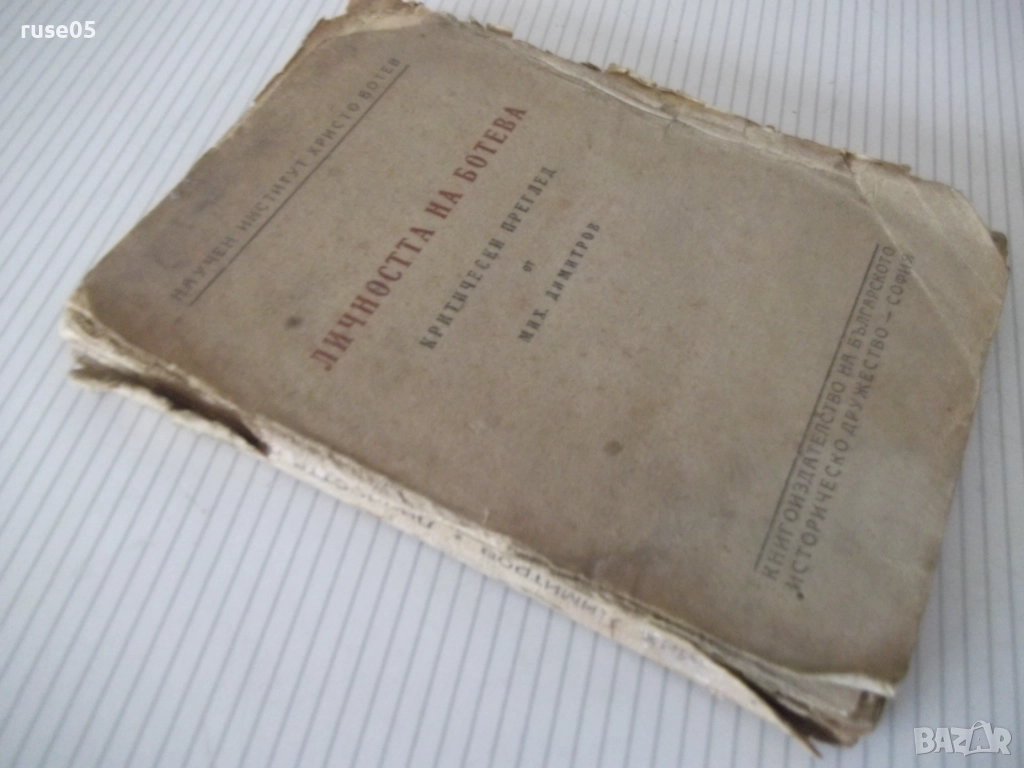 ruse05
НАУЧЕН ИНСТИТУТ ХРИСТО БОТЕВ
ЛИЧНОСТТА НА БОТЕВА
КРИТИЧЕСКИ ПРЕГЛЕД
ОТ
МИХ. ДИМИТРОВ
КНИГОИЗДАТЕЛСТВО НА БЪЛГАРСКОТО
„ИСТОРИЧЕСКО ДРУЖЕСТВО – СОФИЯ
BAZAR